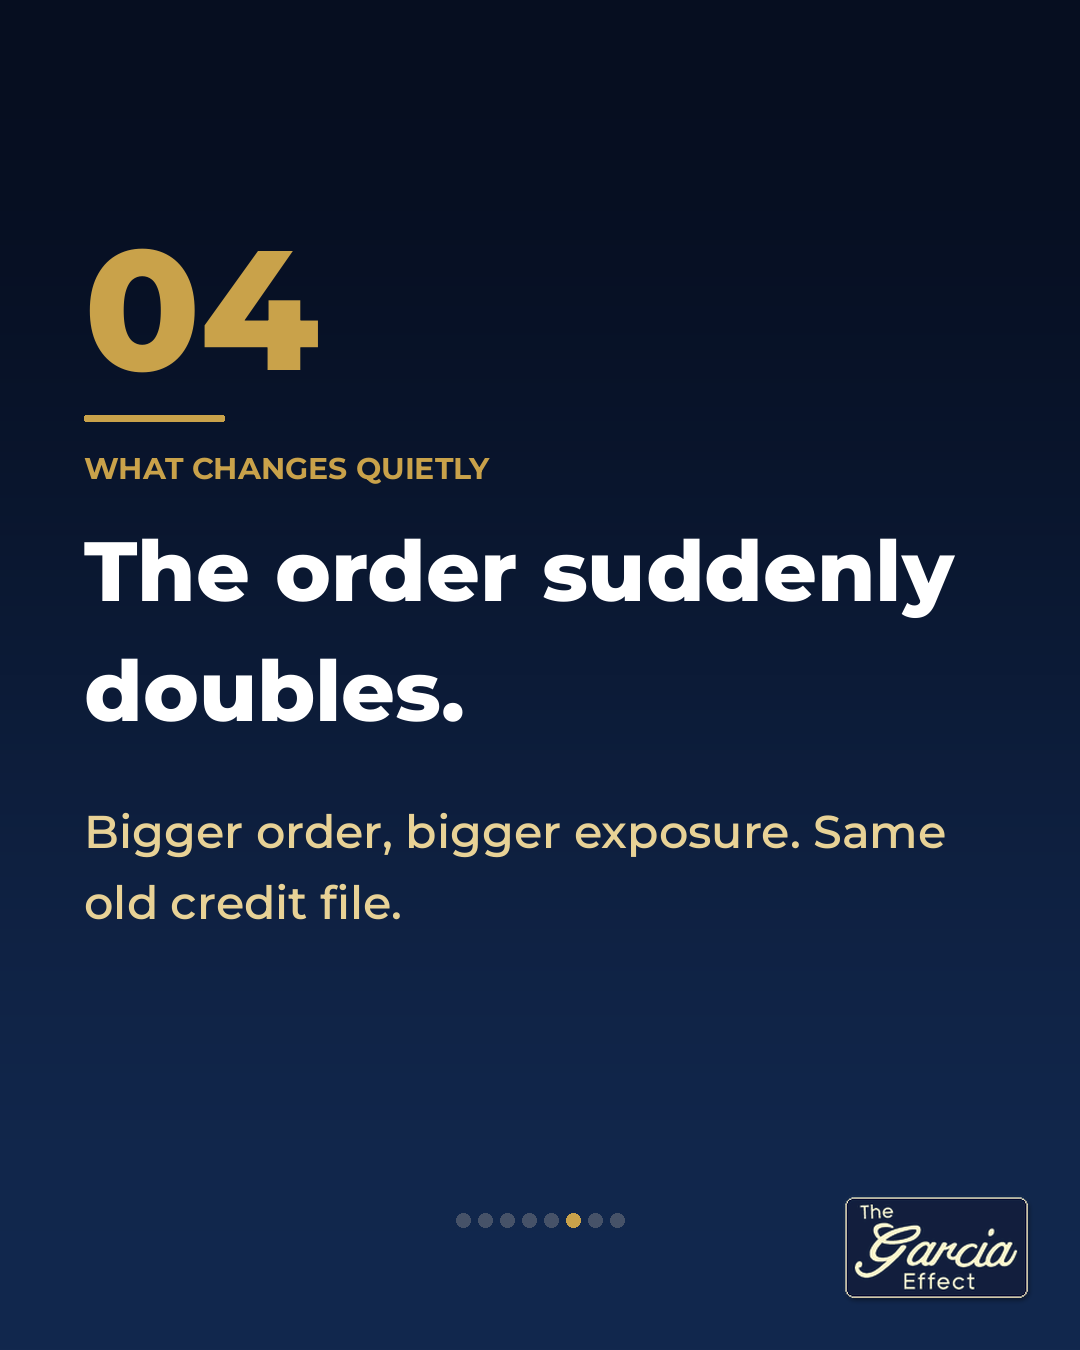 04
WHAT CHANGES QUIETLY
The order suddenly
doubles.
Bigger order, bigger exposure. Same
old credit file.
The
Garcia
Effect